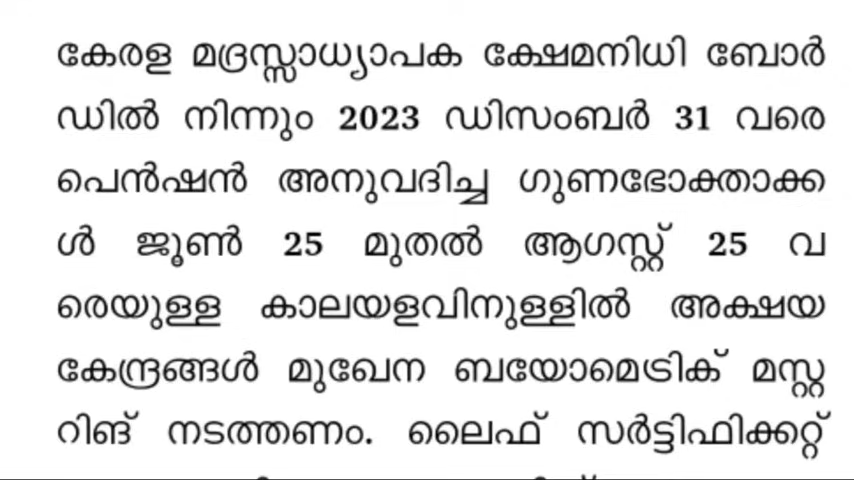 കേരള മദ്രസ്സാധ്യാപക ക്ഷേമനിധി ബോർ
ഡിൽ നിന്നും 2023 ഡിസംബർ 31 വരെ
പെൻഷൻ അനുവദിച്ച ഗുണഭോക്താക്ക
ൾ ജൂൺ 25 മുതൽ ആഗസ്റ്റ് 25 വ
രെയുള്ള കാലയളവിനുള്ളിൽ അക്ഷയ
കേന്ദ്രങ്ങൾ മുഖേന ബയോമെട്രിക് മസ്റ്റ
റിങ് നടത്തണം. ലൈഫ് സർട്ടിഫിക്കറ്റ്